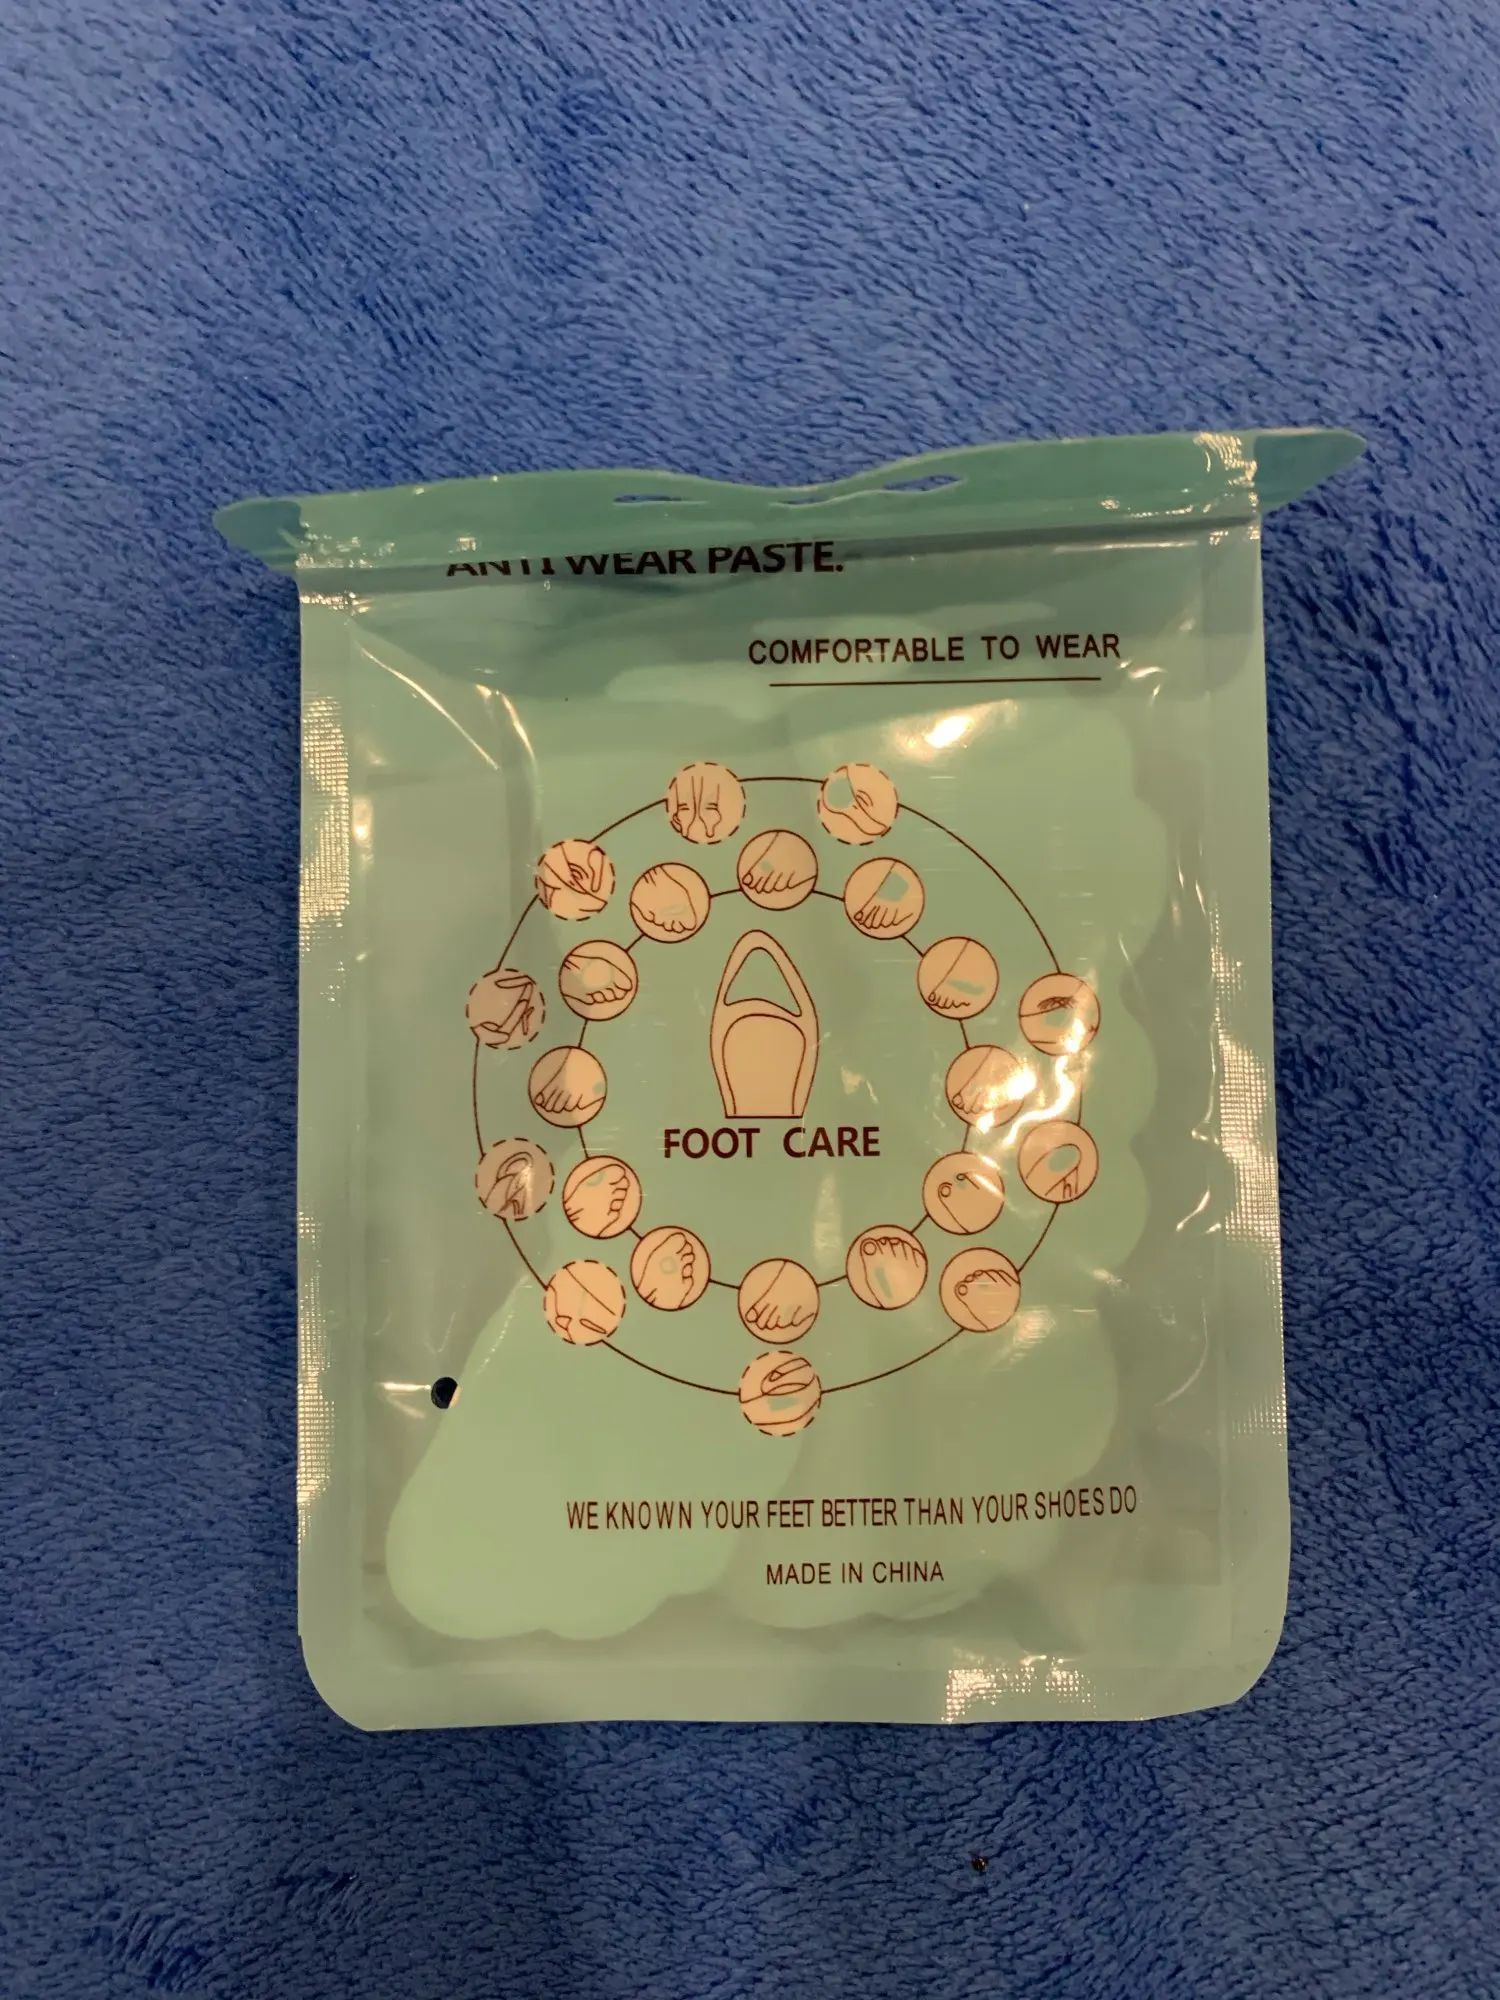 ANTI WEAR PASTE.
COMFORTABLE TO WEAR
FOOT CARE
WE KNOWN YOUR FEET BETTER THAN YOUR SHOES DO
MADE IN CHINA